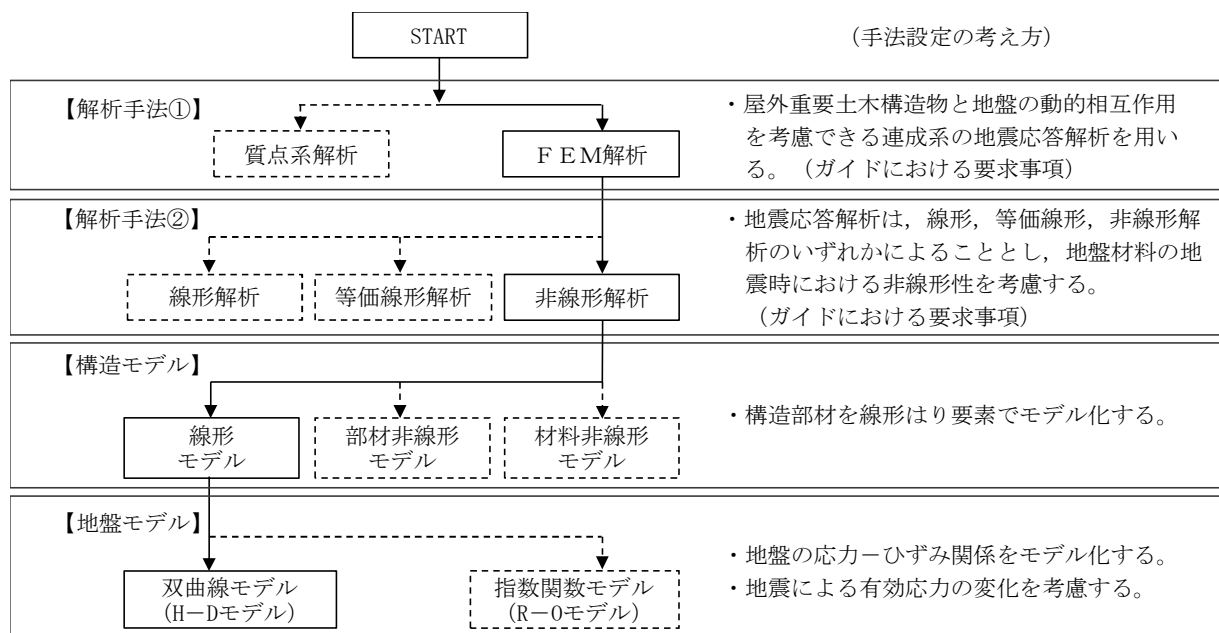 START
(手法設定の考え方)
【解析手法①】
質点系解析
ＦＥＭ解析
・屋外重要土木構造物と地盤の動的相互作用
を考慮できる連成系の地震応答解析を用い
る。（ガイドにおける要求事項）
【解析手法②】
線形解析
等価線形解析
非線形解析
・地震応答解析は，線形，等価線形，非線形解
析のいずれかによることとし，地盤材料の地
震時における非線形性を考慮する。
（ガイドにおける要求事項）
【構造モデル】
線形
モデル
部材非線形
モデル
材料非線形
モデル
・構造部材を線形はり要素でモデル化する。
【地盤モデル】
双曲線モデル
(H－Dモデル)
指数関数モデル
(R－Oモデル)
・地盤の応力－ひずみ関係をモデル化する。
・地震による有効応力の変化を考慮する。